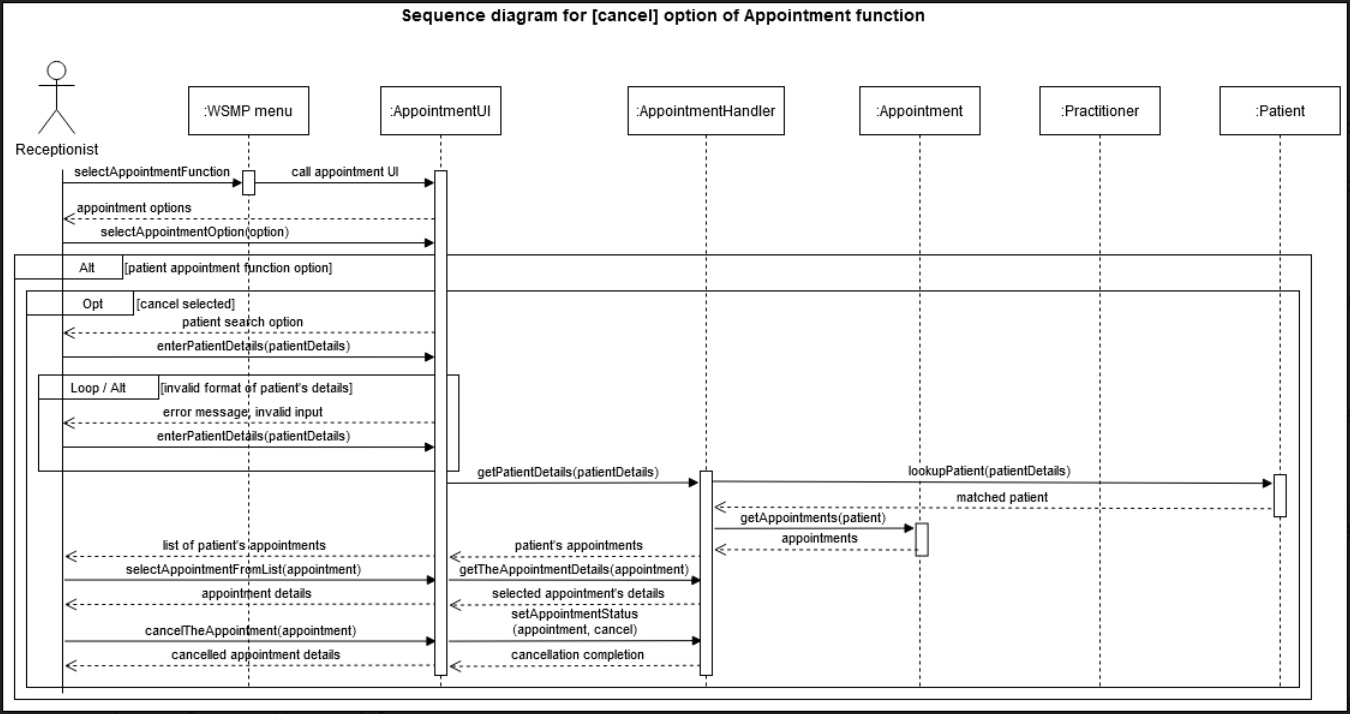 Sequence diagram for [cancel] option of Appointment function
Receptionist
:WSMP menu
:AppointmentUI
:AppointmentHandler
:Appointment
:Practitioner
:Patient
selectAppointmentFunction
call appointment UI
appointment options
selectAppointmentOption(option)
Alt
[patient appointment function option]
Opt
[cancel selected]
patient search option
enterPatientDetails(patientDetails)
Loop / Alt
[invalid format of patient's details]
error message, invalid input
enterPatientDetails(patientDetails)
getPatientDetails(patientDetails)
lookupPatient(patientDetails)
matched patient
getAppointments(patient)
appointments
list of patient's appointments
patient's appointments
selectAppointmentFromList(appointment)
getTheAppointmentDetails(appointment)
appointment details
selected appointment's details
setAppointmentStatus
(appointment, cancel)
cancelTheAppointment(appointment)
cancelled appointment details
cancellation completion